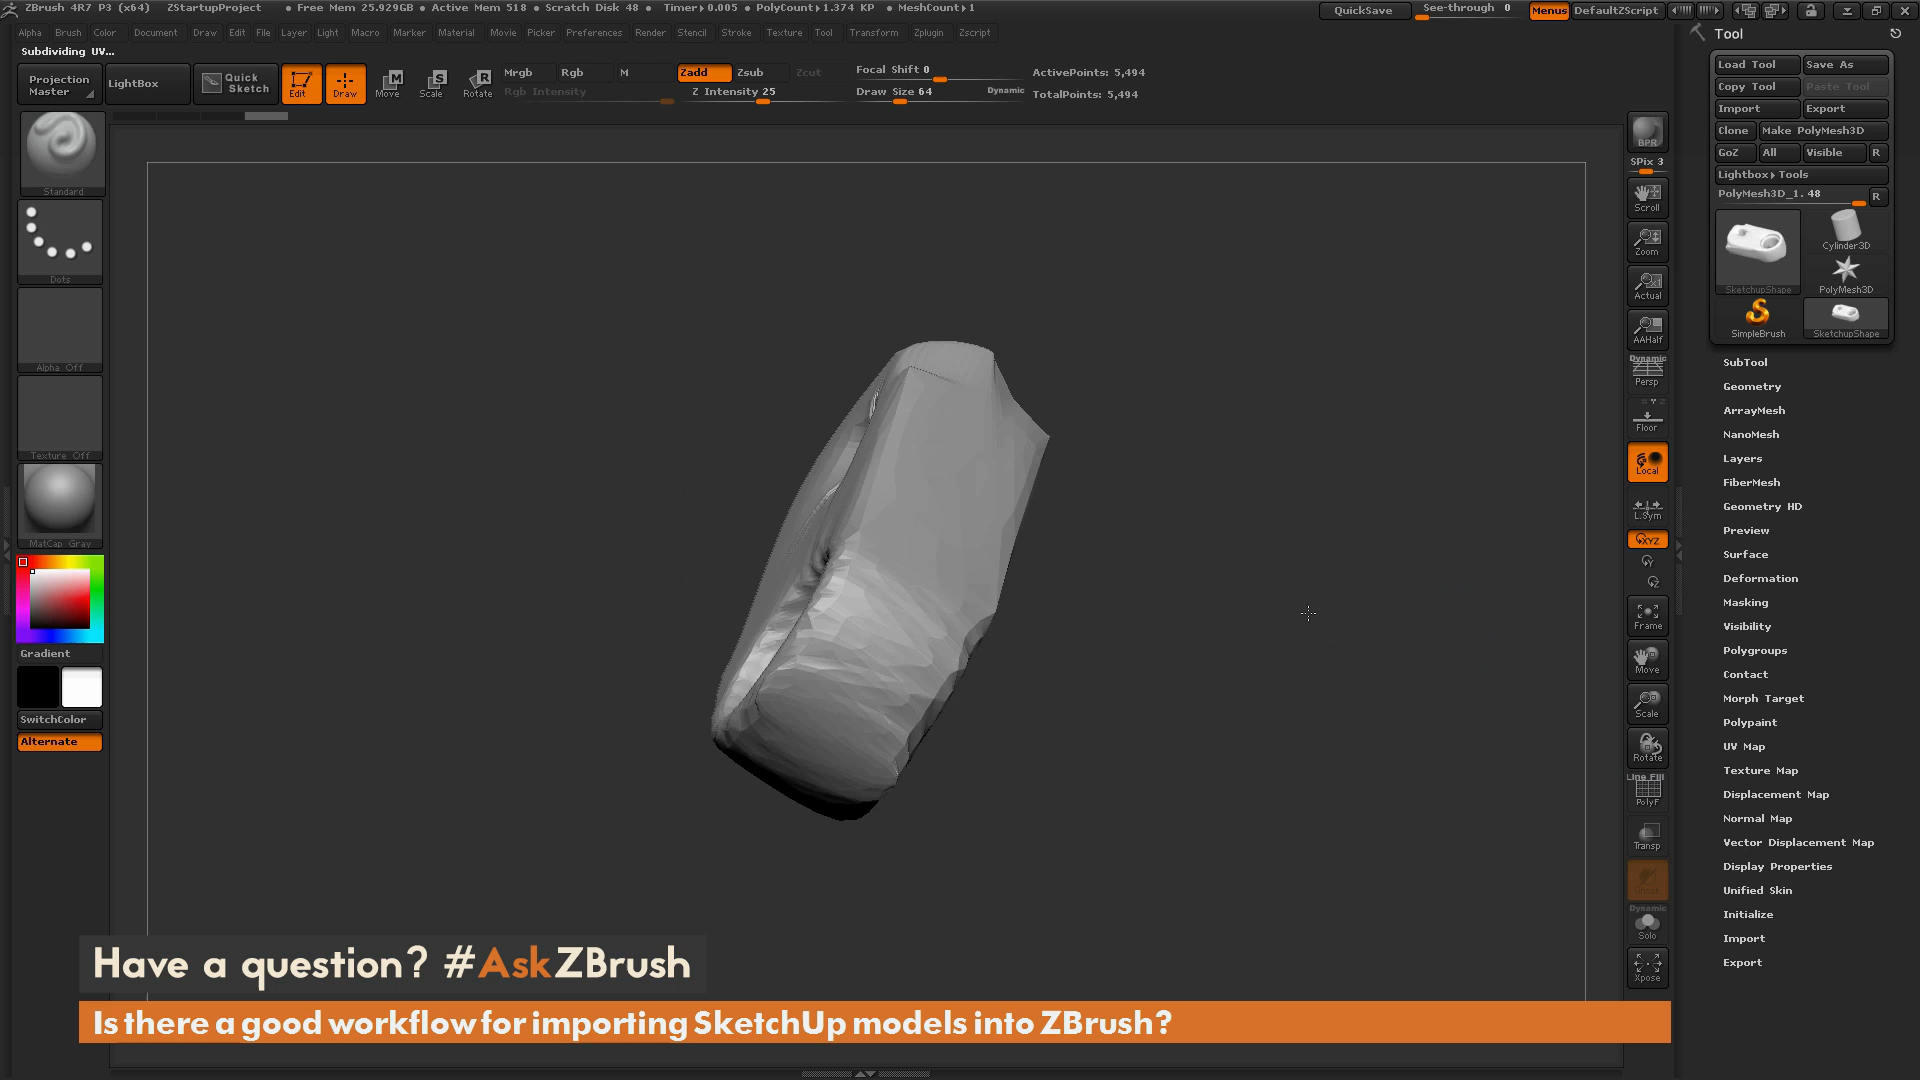 ZBrush 4R7 P3 (x64) ZStartupProject • Free Mem 25.929GB • Active Mem 518 • Scratch Disk 48 • Timer▸0.005 • PolyCount▸1.374 KP • MeshCount▸1 QuickSave See-through 0 Menus DefaultZScript
Alpha Brush Color Document Draw Edit File Layer Light Macro Marker Material Movie Picker Preferences Render Stencil Stroke Texture Tool Transform Zplugin Zscript
Subdividing UV...
Projection Master
LightBox
Quick Sketch
Edit
Draw
Move
Scale
Rotate
Mrgb Rgb M
Rgb Intensity
Zadd Zsub Zcut
Z Intensity 25
Focal Shift 0
Draw Size 64 Dynamic
ActivePoints: 5,494
TotalPoints: 5,494
Standard
Dots
Alpha Off
Texture Off
MatCap Gray
Gradient
SwitchColor
Alternate
BPR
SPix 3
Scroll
Zoom
Actual
AAHalf
Dynamic
Persp
Floor
Local
L.Sym
XYZ
Y
Z
Frame
Move
Scale
Rotate
Line Fill
PolyF
Transp
Ghost
Dynamic
Solo
Xpose
Tool
Load Tool Save As
Copy Tool Paste Tool
Import Export
Clone Make PolyMesh3D
GoZ All Visible R
Lightbox▸Tools
PolyMesh3D_1. 48 R
SketchupShape
Cylinder3D
PolyMesh3D
SimpleBrush
SketchupShape
SubTool
Geometry
ArrayMesh
NanoMesh
Layers
FiberMesh
Geometry HD
Preview
Surface
Deformation
Masking
Visibility
Polygroups
Contact
Morph Target
Polypaint
UV Map
Texture Map
Displacement Map
Normal Map
Vector Displacement Map
Display Properties
Unified Skin
Initialize
Import
Export
Have a question? #AskZBrush
Is there a good workflow for importing SketchUp models into ZBrush?